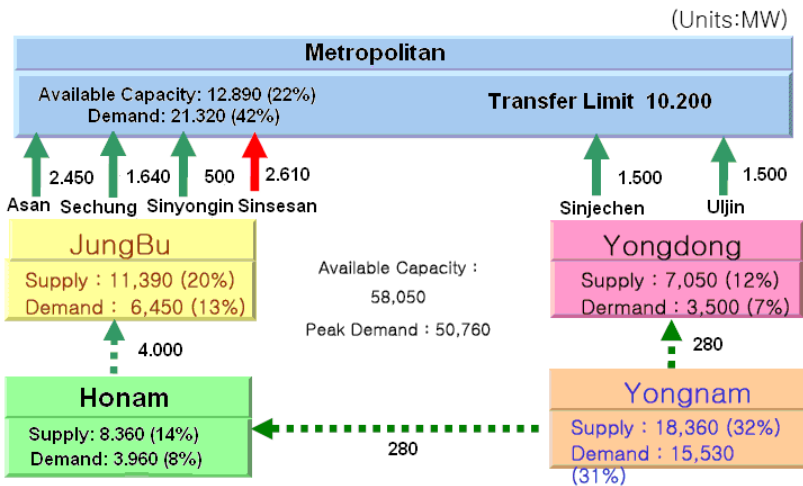 (Units:MW)
Metropolitan
Available Capacity: 12.890 (22%)
Demand: 21.320 (42%)
Transfer Limit 10.200
2.450
1.640
500
2.610
1.500
1.500
Asan
Sechung
Sinyongin
Sinsesan
Sinjechen
Uljin
JungBu
Supply : 11,390 (20%)
Demand : 6,450 (13%)
Available Capacity :
58,050
Peak Demand : 50,760
Yongdong
Supply : 7,050 (12%)
Dermand : 3,500 (7%)
4.000
280
Honam
Supply: 8.360 (14%)
Demand: 3.960 (8%)
280
Yongnam
Supply : 18,360 (32%)
Demand : 15,530
(31%)